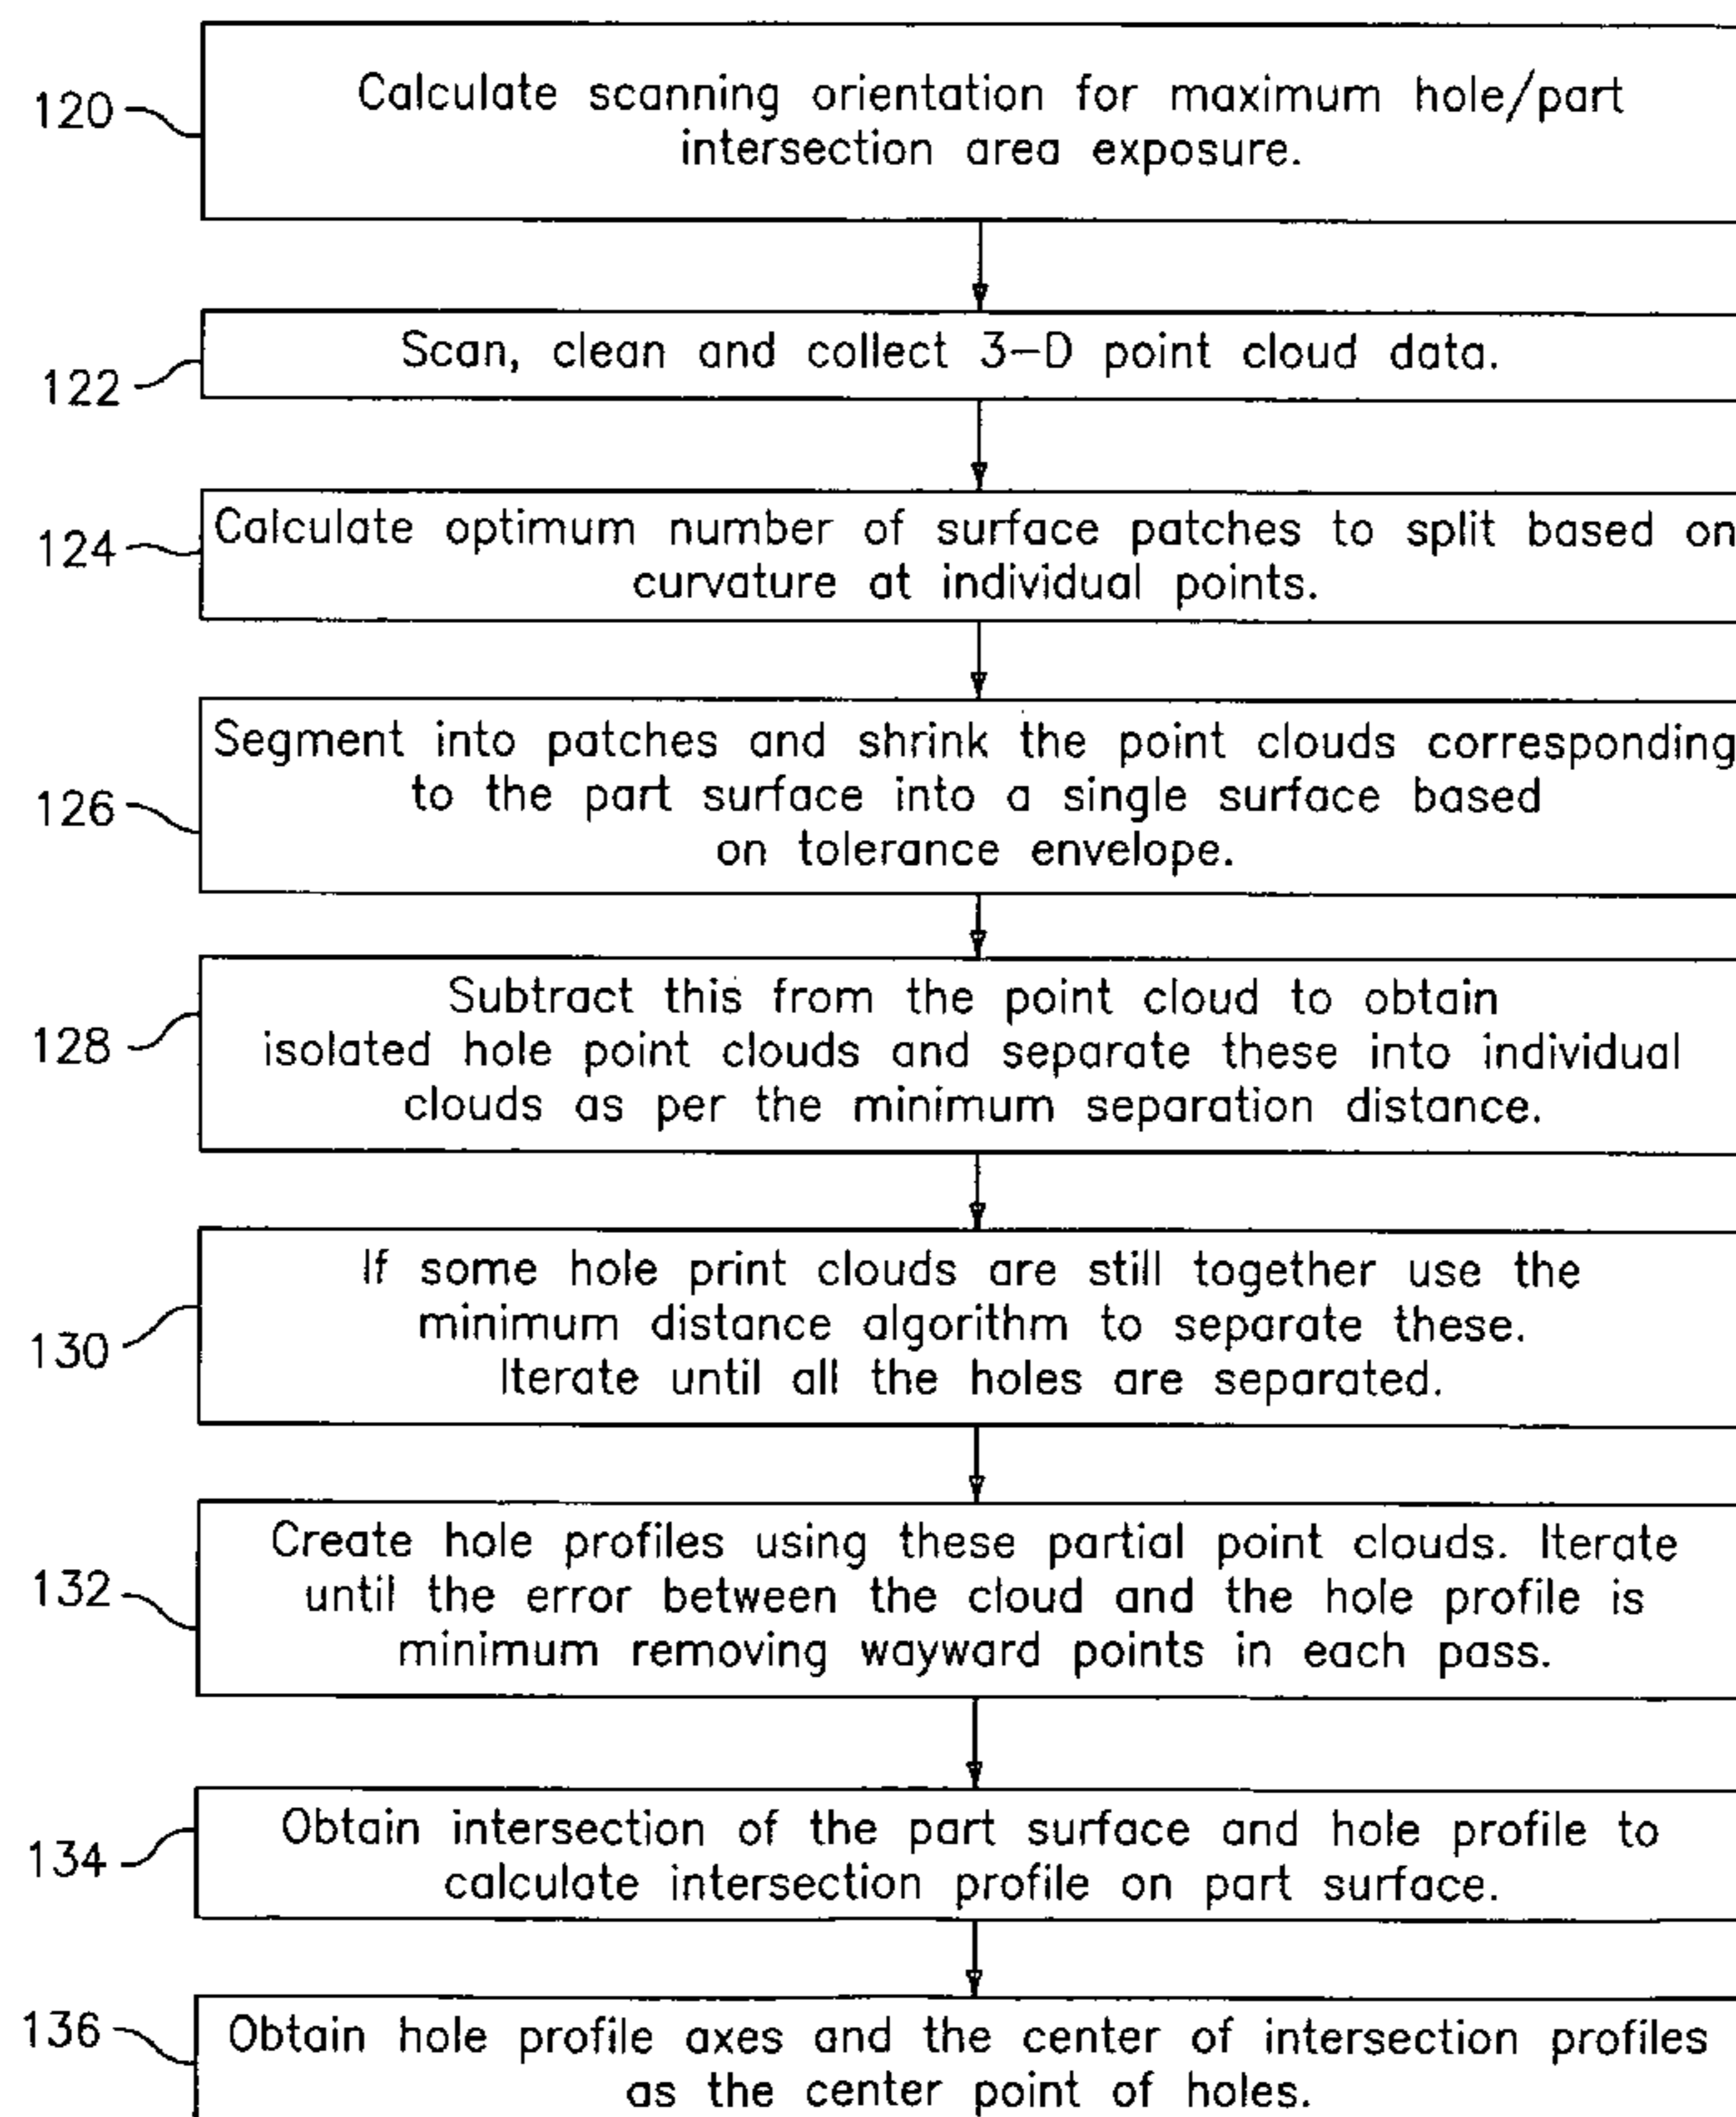 120
Calculate scanning orientation for maximum hole/part
intersection area exposure.
122
Scan, clean and collect 3-D point cloud data.
124
Calculate optimum number of surface patches to split based on
curvature at individual points.
126
Segment into patches and shrink the point clouds corresponding
to the part surface into a single surface based
on tolerance envelope.
128
Subtract this from the point cloud to obtain
isolated hole point clouds and separate these into individual
clouds as per the minimum separation distance.
130
If some hole print clouds are still together use the
minimum distance algorithm to separate these.
Iterate until all the holes are separated.
132
Create hole profiles using these partial point clouds. Iterate
until the error between the cloud and the hole profile is
minimum removing wayward points in each pass.
134
Obtain intersection of the part surface and hole profile to
calculate intersection profile on part surface.
136
Obtain hole profile axes and the center of intersection profiles
as the center point of holes.